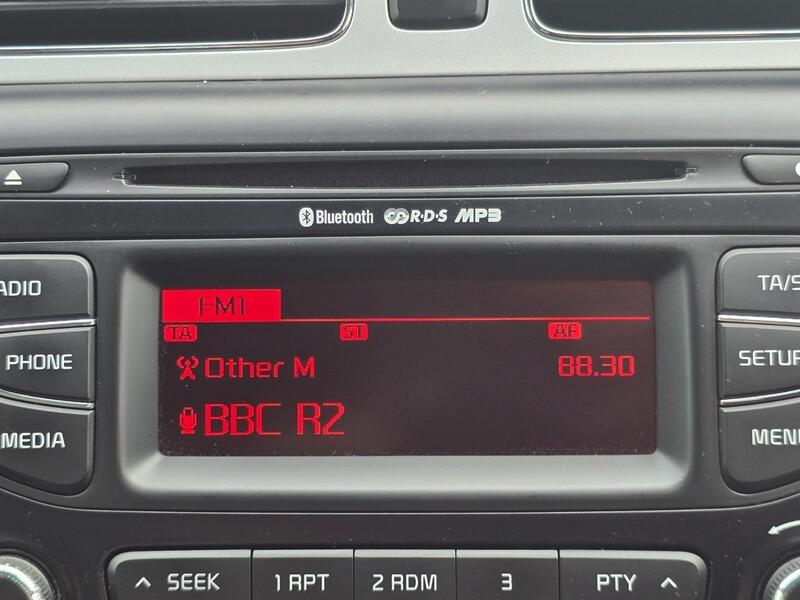 Bluetooth R·D·S MP3
RADIO
PHONE
MEDIA
FM1
TA ST AF
Other M 88.30
BBC R2
TA/S
SETUP
MENU
SEEK 1 RPT 2 RDM 3 PTY